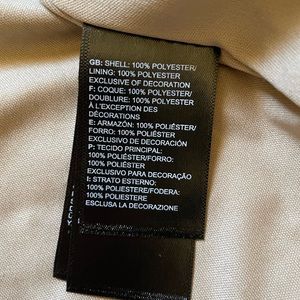 GB: SHELL: 100% POLYESTER/
LINING: 100% POLYESTER
EXCLUSIVE OF DECORATION
F: COQUE: 100% POLYESTER/
DOUBLURE: 100% POLYESTER
À L'EXCEPTION DES
DÉCORATIONS
E: ARMAZÓN: 100% POLIÉSTER/
FORRO: 100% POLIÉSTER
EXCLUSIVO DE DECORACIÓN
P: TECIDO PRINCIPAL:
100% POLIÉSTER/FORRO:
100% POLIÉSTER
EXCLUSIVO PARA DECORAÇÃO
I: STRATO ESTERNO:
100% POLIESTERE/FODERA:
100% POLIESTERE
ESCLUSA LA DECORAZIONE